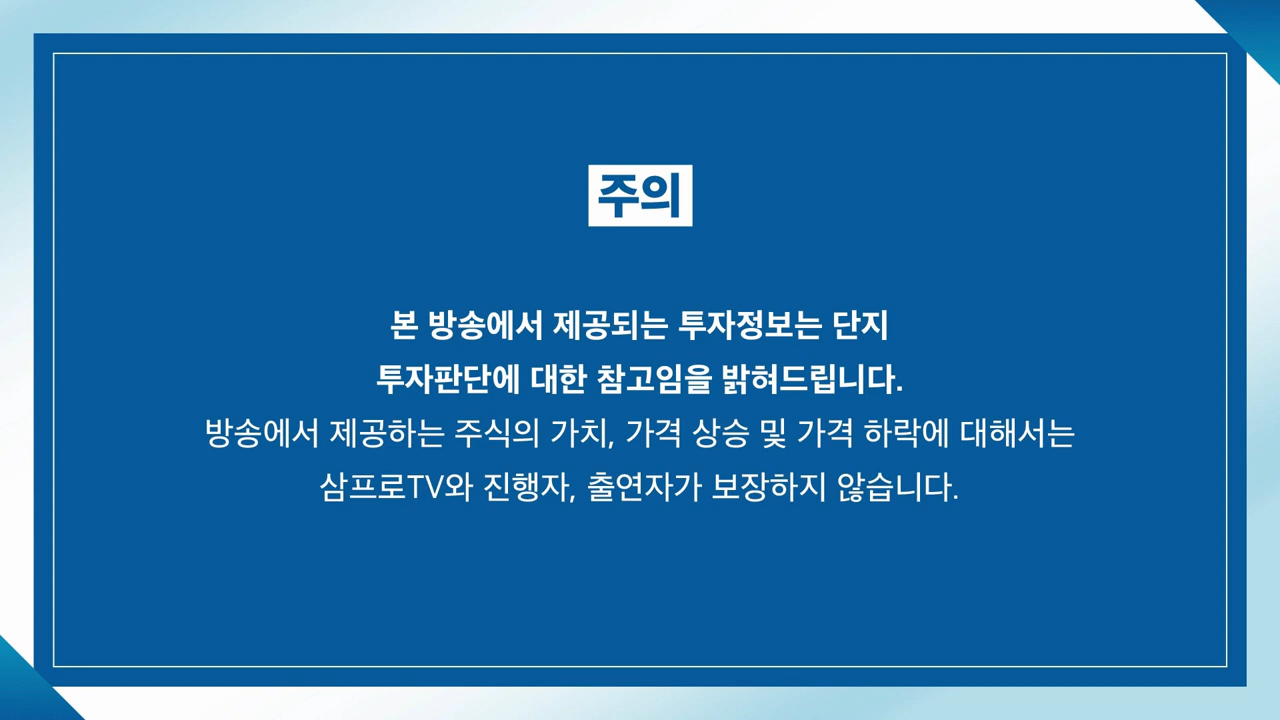 주의
본 방송에서 제공되는 투자정보는 단지
투자판단에 대한 참고임을 밝혀드립니다.
방송에서 제공하는 주식의 가치, 가격 상승 및 가격 하락에 대해서는
삼프로TV와 진행자, 출연자가 보장하지 않습니다.